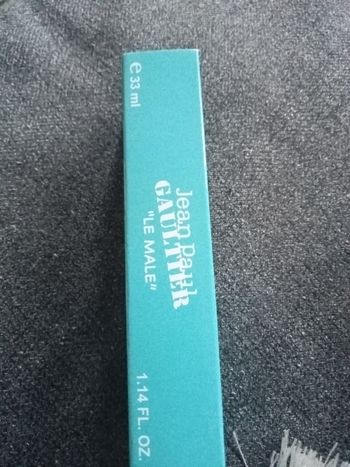 e 33 ml
Jean Paul
GAULTIER
"LE MALE"
1.14 FL. OZ.